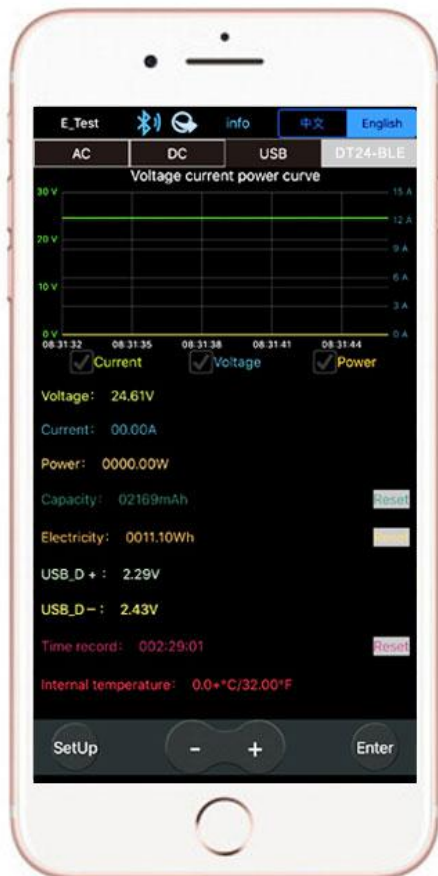 E_Test info 中文 English
AC DC USB DT24-BLE
Voltage current power curve
30 V 15 A
12 A
20 V 9 A
10 V 6 A
3 A
0 V 0 A
08:31:32 08:31:35 08:31:38 08:31:41 08:31:44
Current Voltage Power
Voltage: 24.61V
Current: 00.00A
Power: 0000.00W
Capacity: 02169mAh Reset
Electricity: 0011.10Wh Reset
USB_D+: 2.29V
USB_D−: 2.43V
Time record: 002:29:01 Reset
Internal temperature: 0.0+°C/32.00°F
SetUp - + Enter